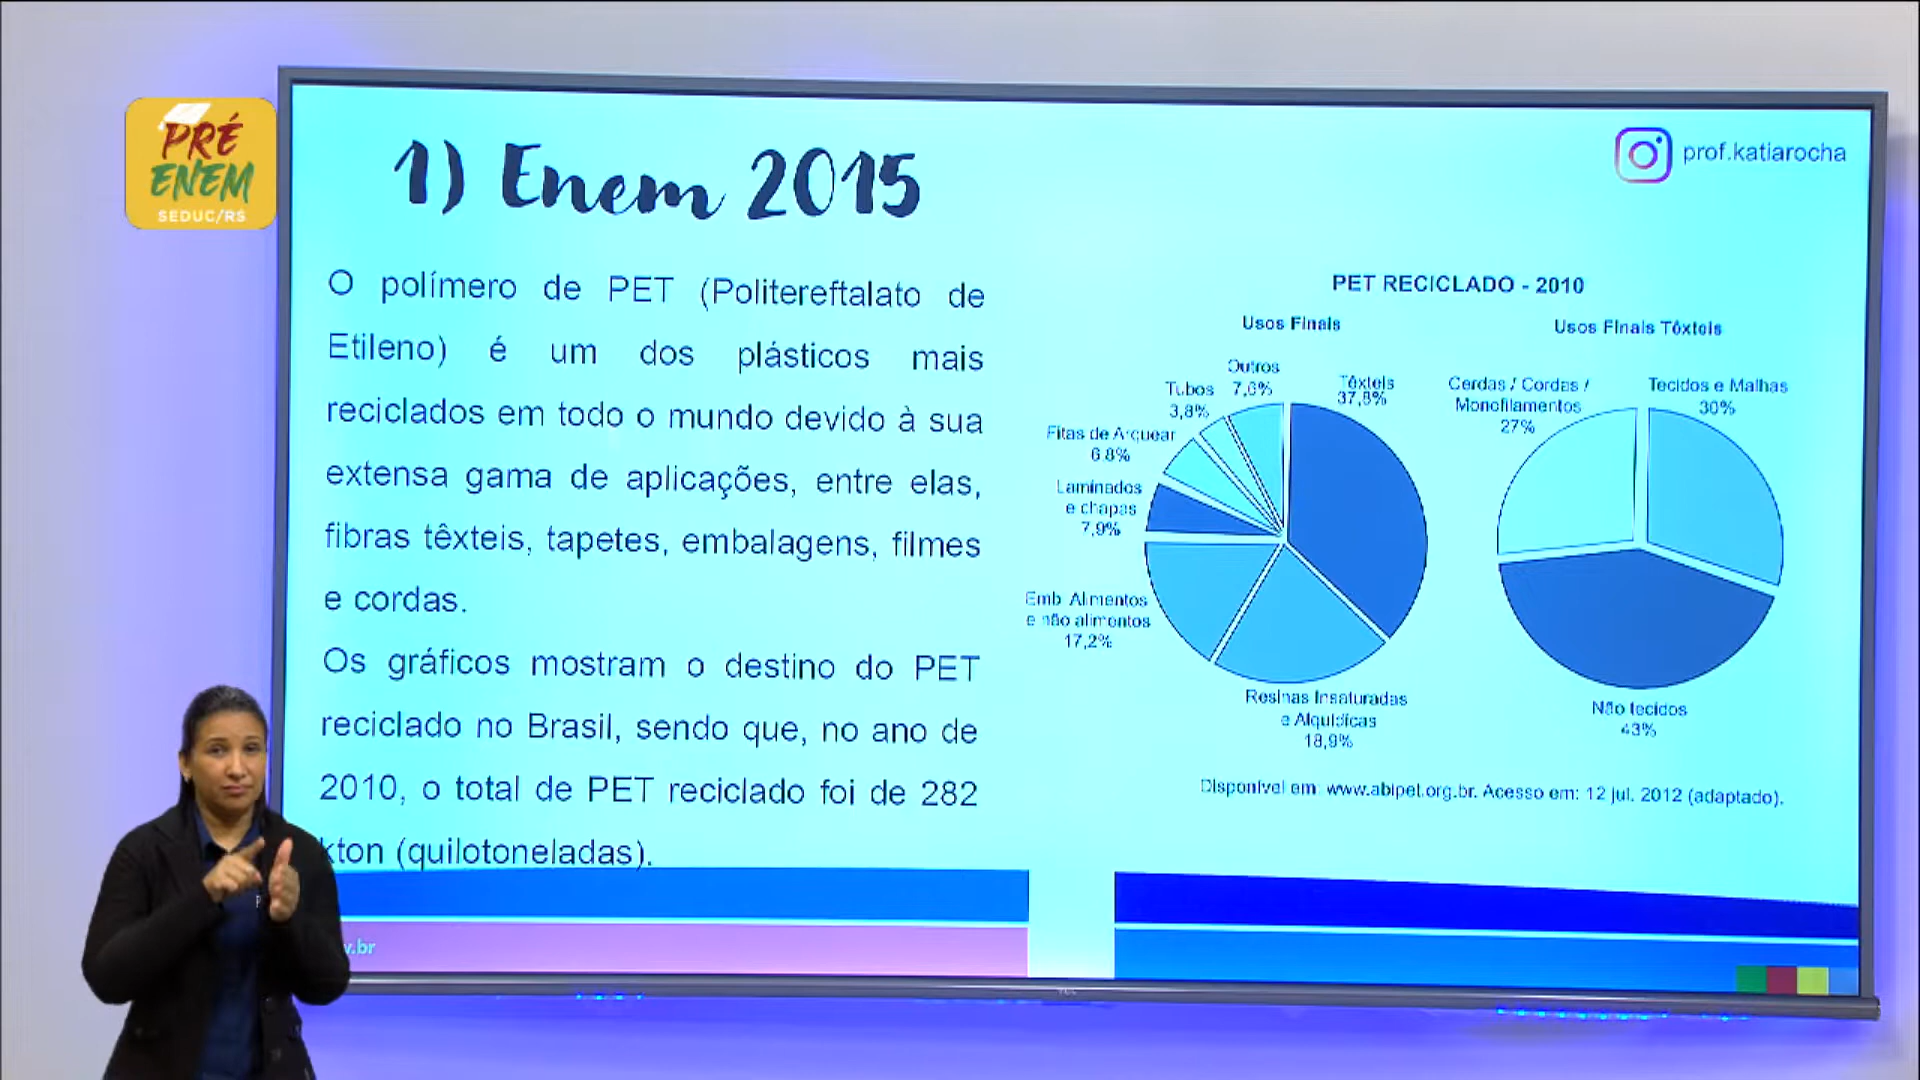 PRÉ
ENEM
SEDUC/RS
1) Enem 2015
prof.katiarocha
O polímero de PET (Politereftalato de
Etileno) é um dos plásticos mais
reciclados em todo o mundo devido à sua
extensa gama de aplicações, entre elas,
fibras têxteis, tapetes, embalagens, filmes
e cordas.
Os gráficos mostram o destino do PET
reciclado no Brasil, sendo que, no ano de
2010, o total de PET reciclado foi de 282
kton (quilotoneladas).
PET RECICLADO - 2010
Usos Finais
Outros
7,6%
Tubos
3,8%
Têxteis
37,8%
Fitas de Arquear
6,8%
Laminados
e chapas
7,9%
Emb. Alimentos
e não alimentos
17,2%
Resinas Insaturadas
e Alquídicas
18,9%
Usos Finais Têxteis
Cerdas / Cordas /
Monofilamentos
27%
Tecidos e Malhas
30%
Não tecidos
43%
Disponível em: www.abipet.org.br. Acesso em: 12 jul. 2012 (adaptado).
v.br